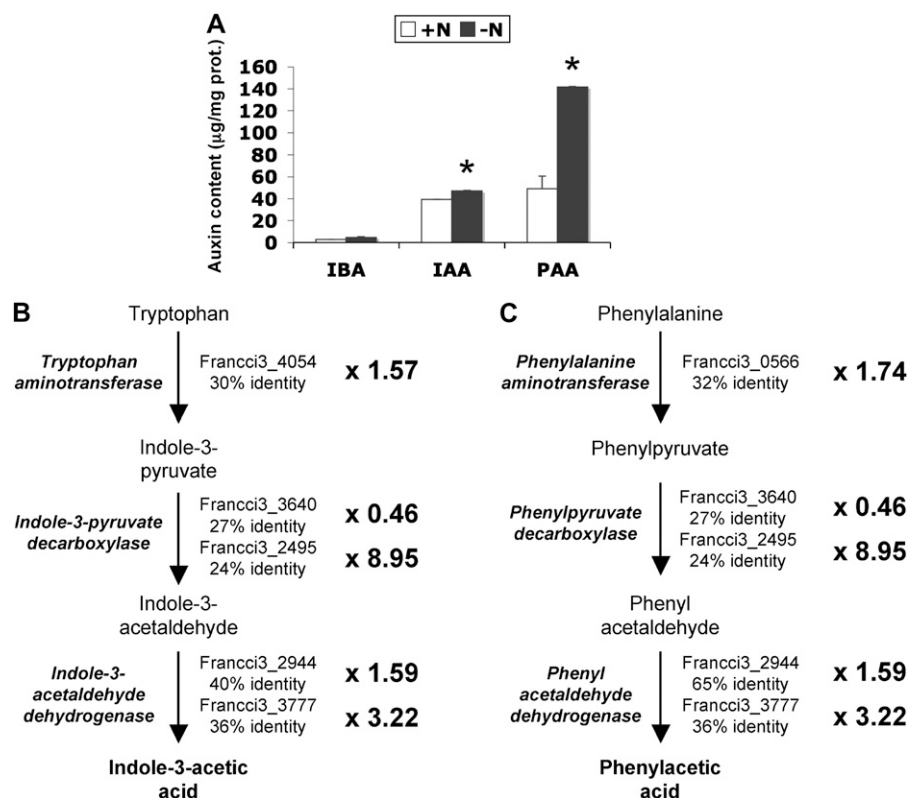 A
+N -N
Auxin content (µg/mg prot.)
160
140
120
100
80
60
40
20
0
*
*
IBA IAA PAA
B
Tryptophan
Tryptophan
aminotransferase
Francci3_4054
30% identity
x 1.57
Indole-3-
pyruvate
Indole-3-pyruvate
decarboxylase
Francci3_3640
27% identity
x 0.46
Francci3_2495
24% identity
x 8.95
Indole-3-
acetaldehyde
Indole-3-
acetaldehyde
dehydrogenase
Francci3_2944
40% identity
x 1.59
Francci3_3777
36% identity
x 3.22
Indole-3-acetic
acid
C
Phenylalanine
Phenylalanine
aminotransferase
Francci3_0566
32% identity
x 1.74
Phenylpyruvate
Phenylpyruvate
decarboxylase
Francci3_3640
27% identity
x 0.46
Francci3_2495
24% identity
x 8.95
Phenyl
acetaldehyde
Phenyl
acetaldehyde
dehydrogenase
Francci3_2944
65% identity
x 1.59
Francci3_3777
36% identity
x 3.22
Phenylacetic
acid